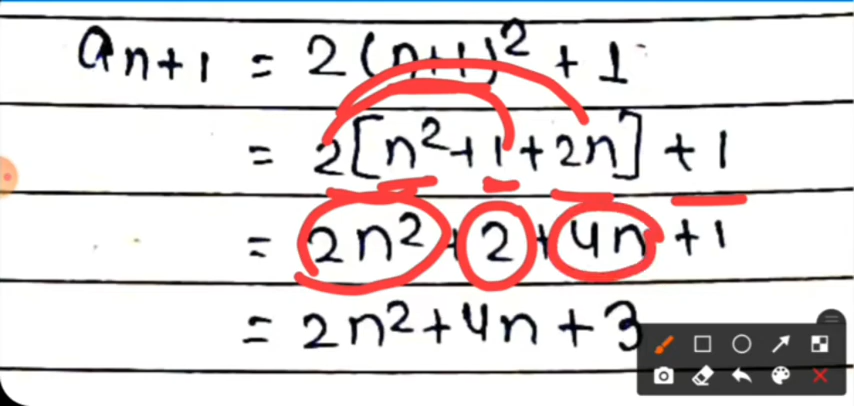 an+1 = 2(n+1)² + 1
= 2[n²+1+2n] + 1
= 2n²+2+4n+1
= 2n²+4n+3